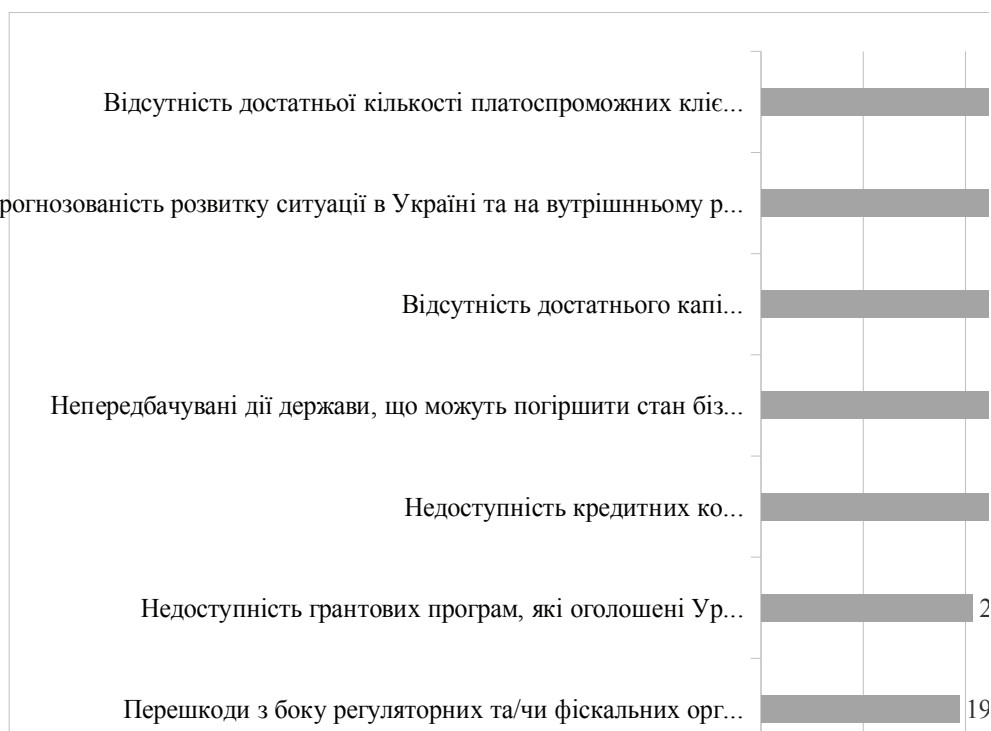 Відсутність достатньої кількості платоспроможних кліє...
рогнозованість розвитку ситуації в Україні та на вутрішнньому р...
Відсутність достатнього капі...
Непередбачувані дії держави, що можуть погіршити стан біз...
Недоступність кредитних ко...
Недоступність грантових програм, які оголошені Ур... 2
Перешкоди з боку регуляторних та/чи фіскальних орг... 19